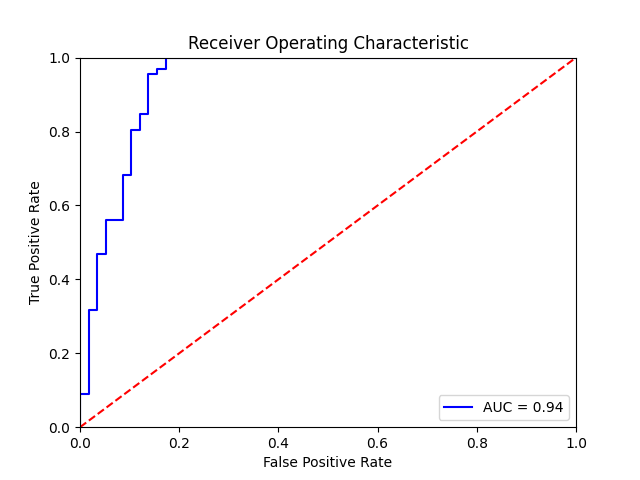 Receiver Operating Characteristic
1.0
0.8
0.6
0.4
0.2
0.0
True Positive Rate
AUC = 0.94
0.0 0.2 0.4 0.6 0.8 1.0
False Positive Rate